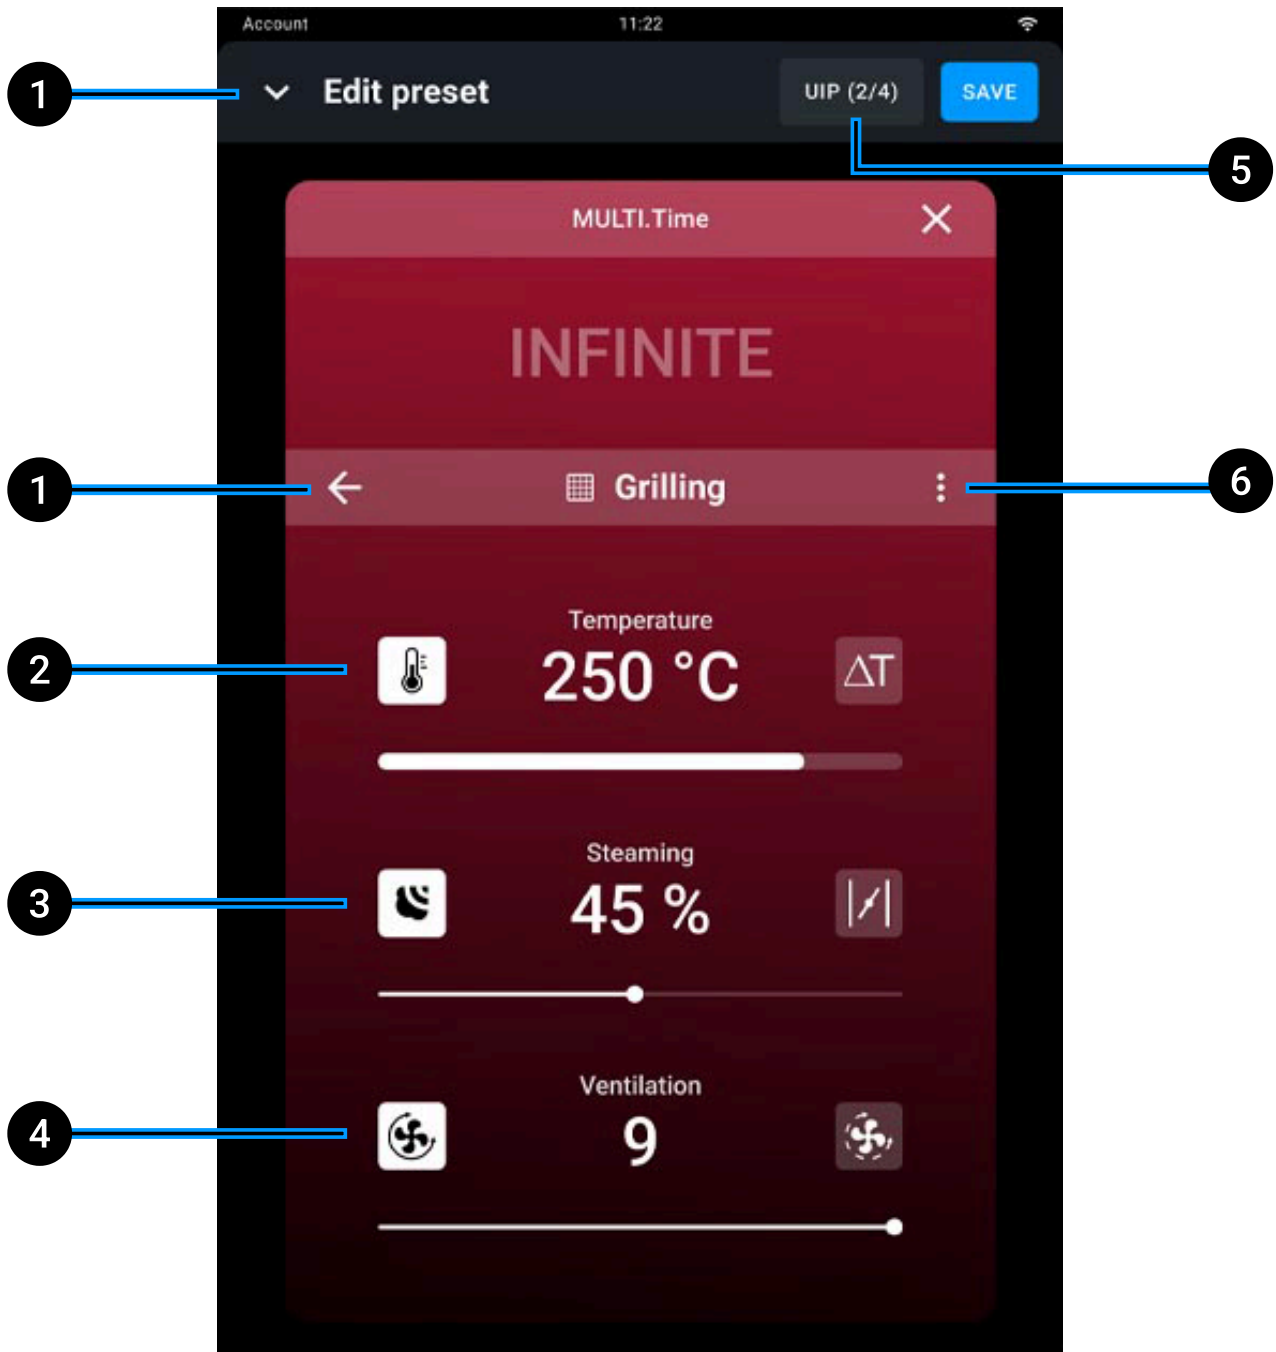 Account 11:22
1 Edit preset UIP (2/4) SAVE
5
MULTI.Time
INFINITE
1 Grilling 6
Temperature
2 250 °C ΔT
Steaming
3 45 %
Ventilation
4 9